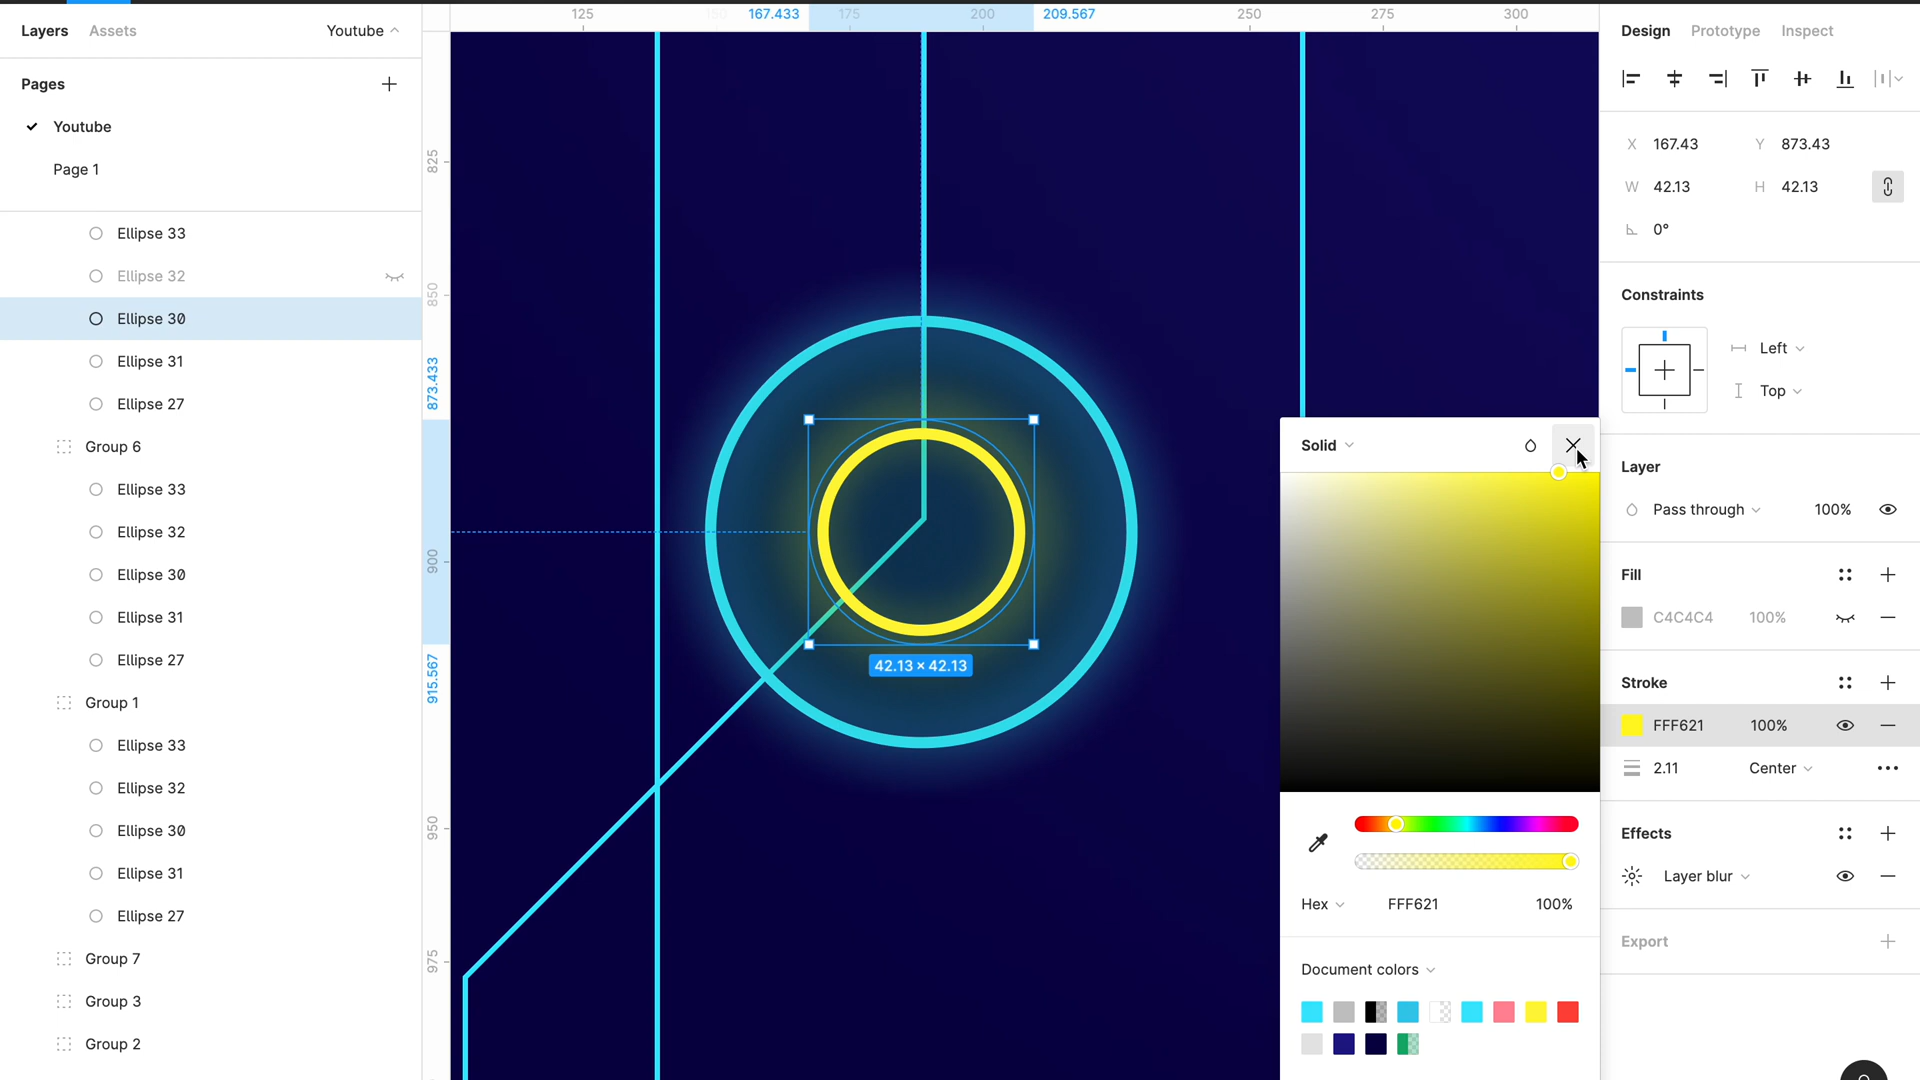 Layers Assets Youtube
Pages
Youtube
Page 1
Ellipse 33
Ellipse 32
Ellipse 30
Ellipse 31
Ellipse 27
Group 6
Ellipse 33
Ellipse 32
Ellipse 30
Ellipse 31
Ellipse 27
Group 1
Ellipse 33
Ellipse 32
Ellipse 30
Ellipse 31
Ellipse 27
Group 7
Group 3
Group 2
125 150 167.433 175 200 209.567 250 275 300
825
850
873.433
900
915.567
950
975
42.13 × 42.13
Solid
Hex FFF621 100%
Document colors
Design Prototype Inspect
X 167.43 Y 873.43
W 42.13 H 42.13
0°
Constraints
Left
Top
Layer
Pass through 100%
Fill
C4C4C4 100%
Stroke
FFF621 100%
2.11 Center
Effects
Layer blur
Export